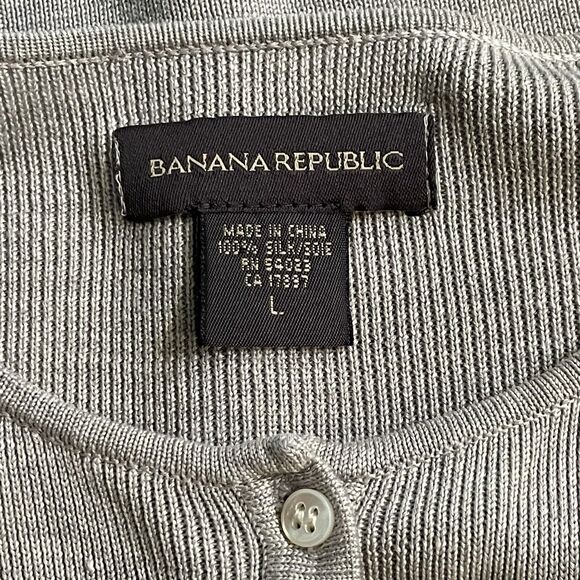 BANANA REPUBLIC
MADE IN CHINA
100% SILK/SOIE
RN 54023
CA 17897
L